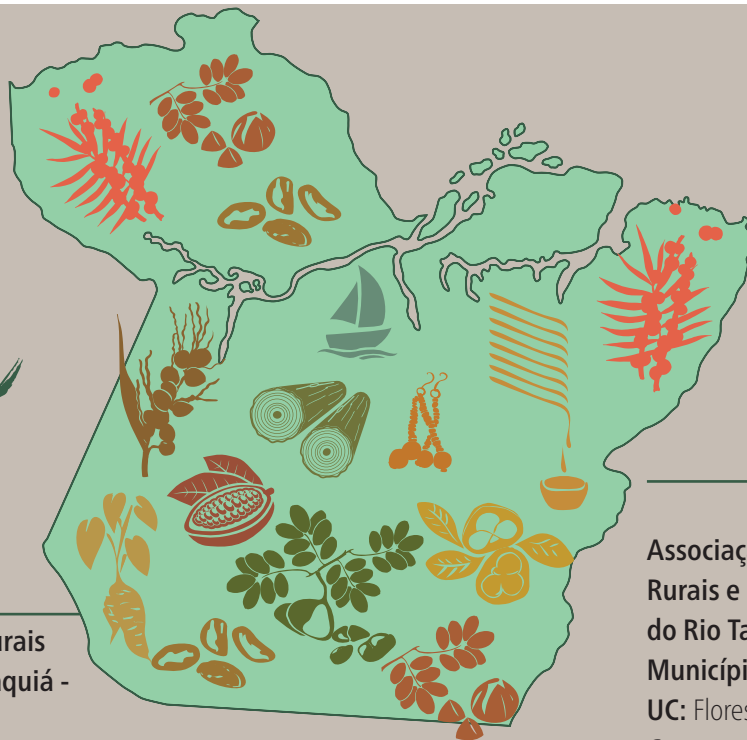 urais
aquiá -
Associaç
Rurais e
do Rio Ta
Municípi
UC: Flores